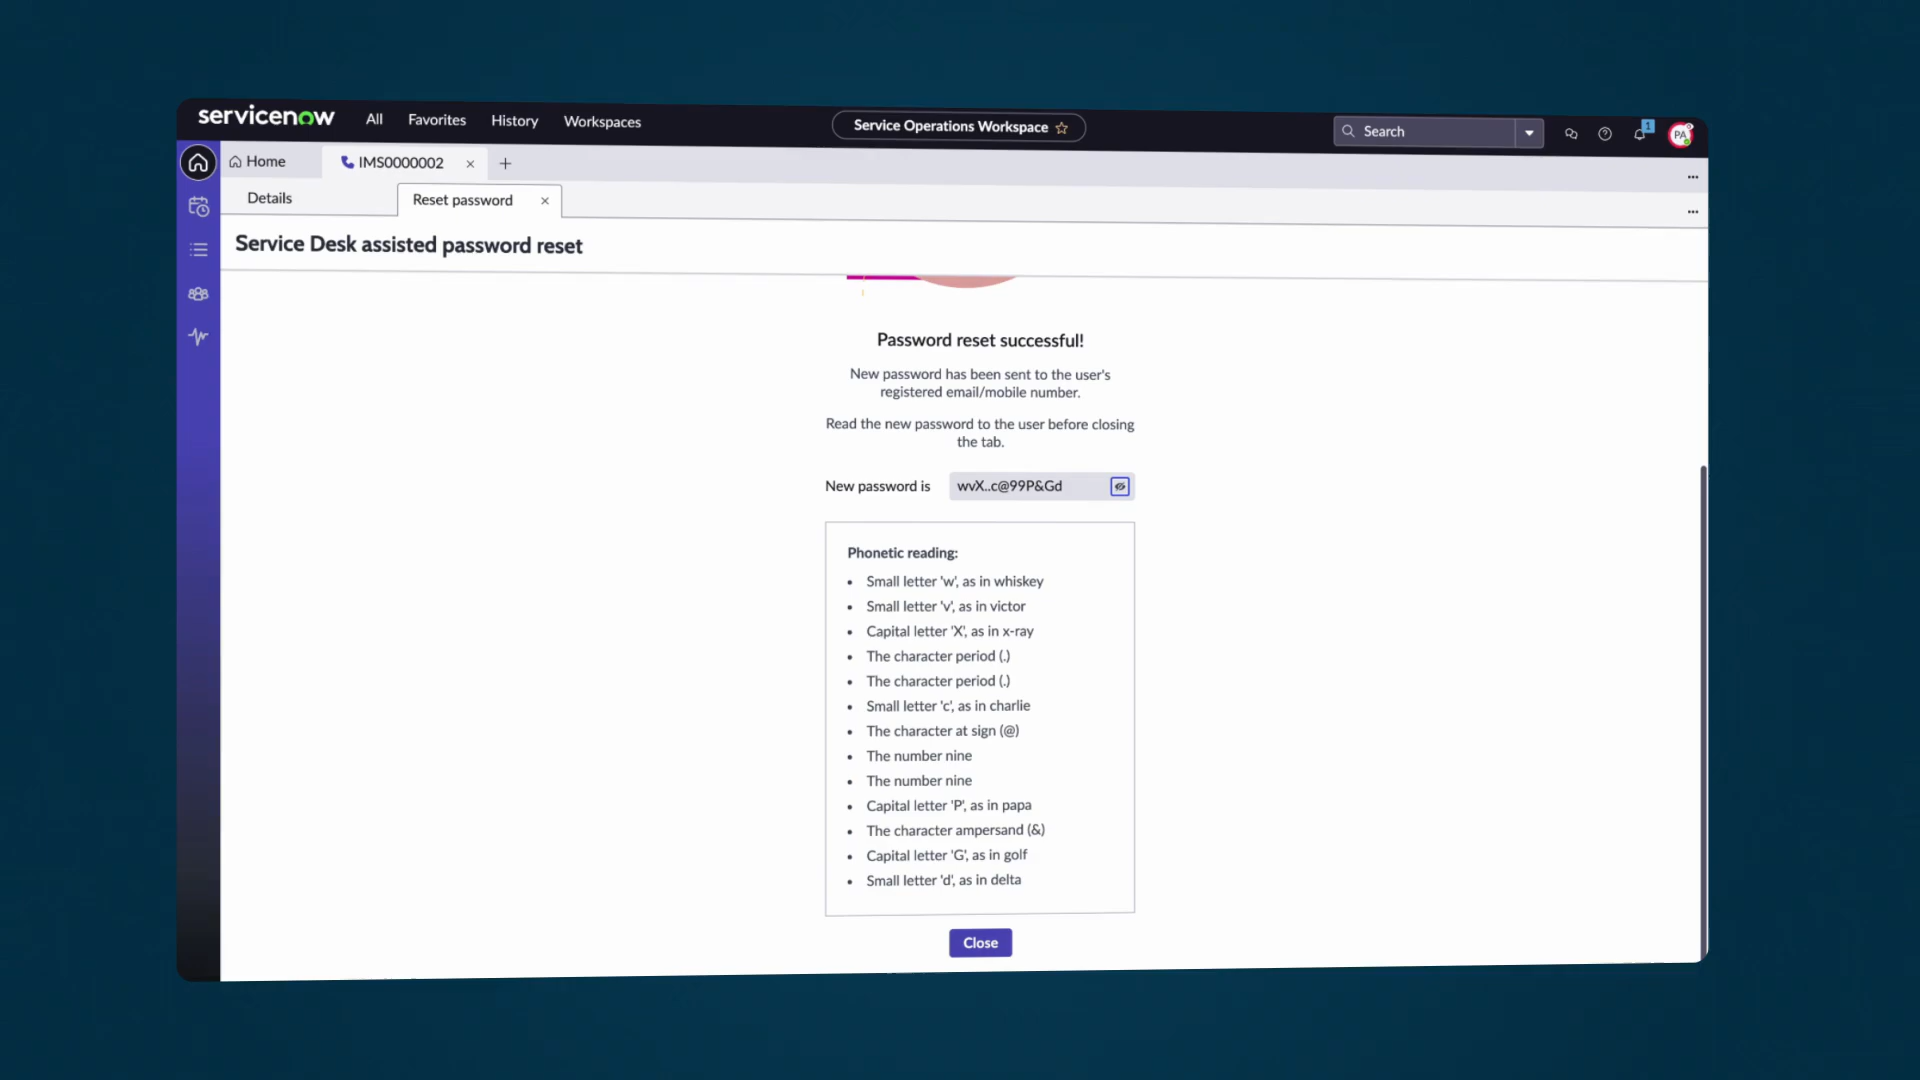 servicenow All Favorites History Workspaces Service Operations Workspace Search 1 PA
Home IMS0000002
Details Reset password
Service Desk assisted password reset
Password reset successful!
New password has been sent to the user's
registered email/mobile number.
Read the new password to the user before closing
the tab.
New password is wvX..c@99P&Gd
Phonetic reading:
• Small letter 'w', as in whiskey
• Small letter 'v', as in victor
• Capital letter 'X', as in x-ray
• The character period (.)
• The character period (.)
• Small letter 'c', as in charlie
• The character at sign (@)
• The number nine
• The number nine
• Capital letter 'P', as in papa
• The character ampersand (&)
• Capital letter 'G', as in golf
• Small letter 'd', as in delta
Close